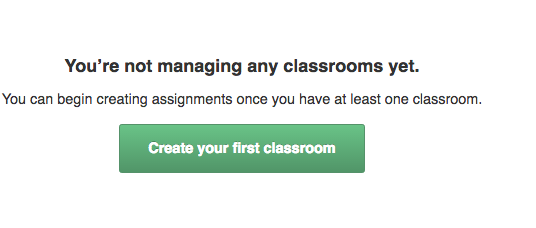 You’re not managing any classrooms yet.
You can begin creating assignments once you have at least one classroom.
Create your first classroom